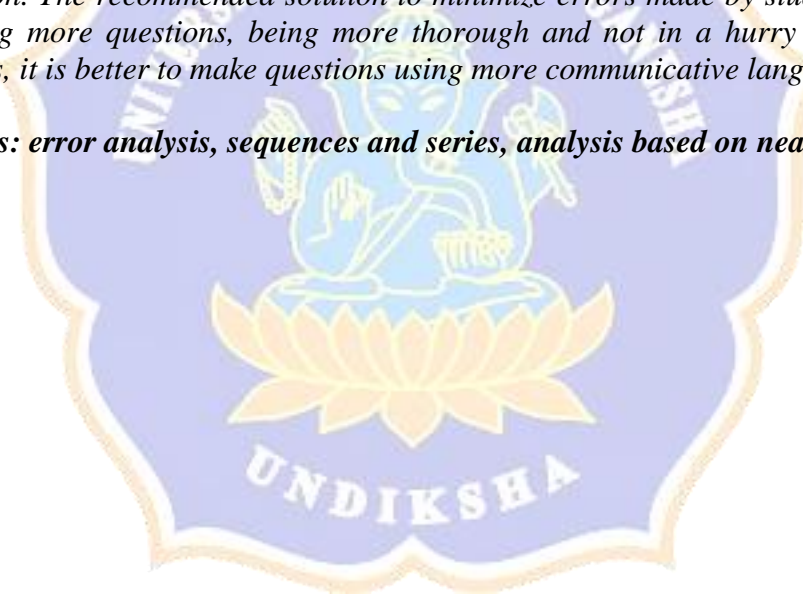 on. The recommended solution to minimize errors made by stu
g more questions, being more thorough and not in a hurry
s, it is better to make questions using more communicative lang
s: error analysis, sequences and series, analysis based on nea
UNDIKSHA